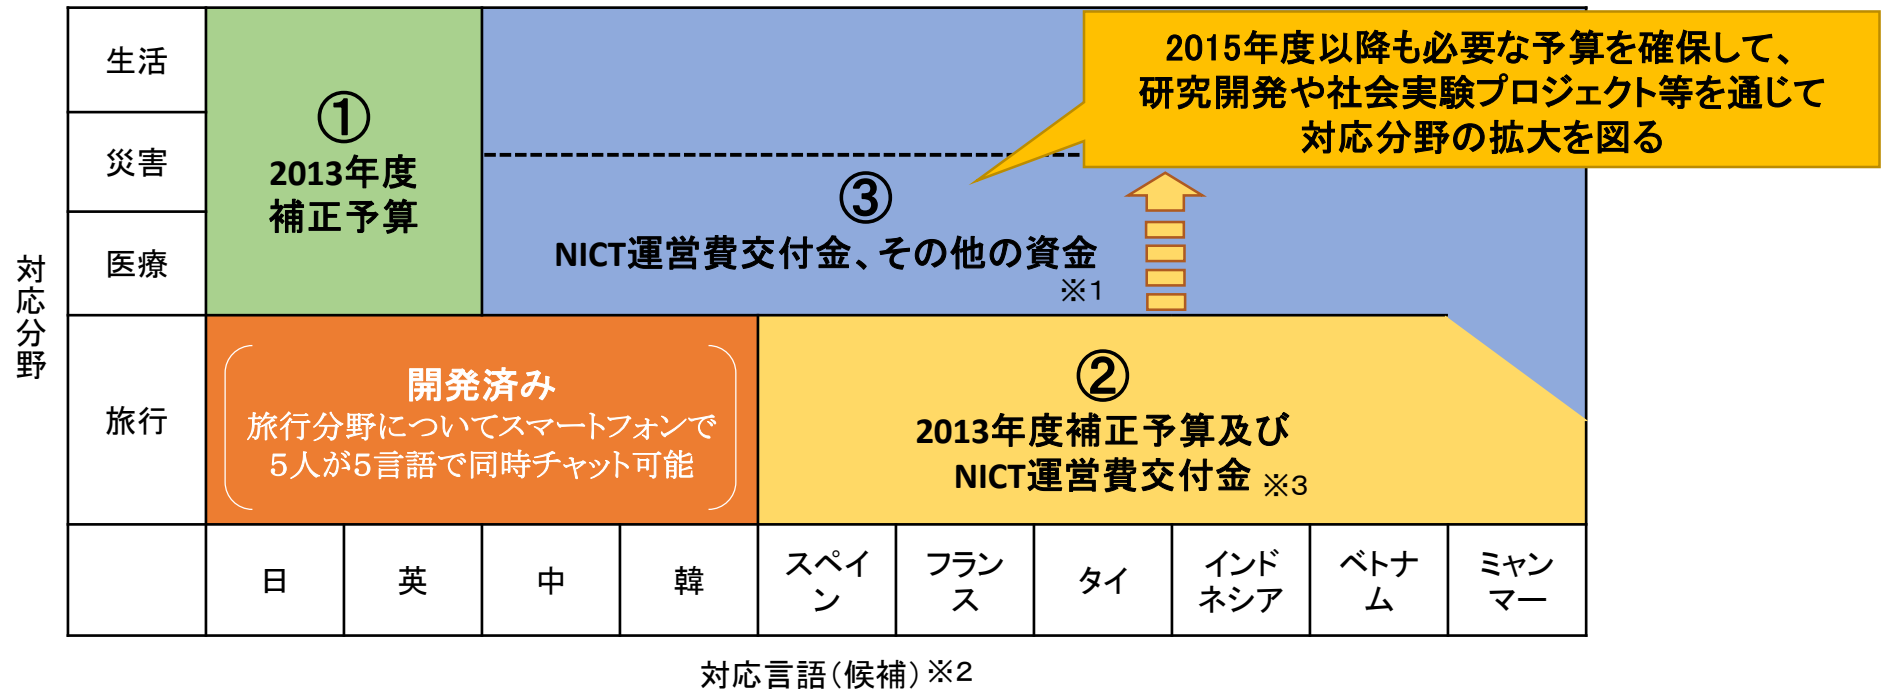 2015年度以降も必要な予算を確保して、
研究開発や社会実験プロジェクト等を通じて
対応分野の拡大を図る
対応分野
生活
災害
医療
旅行
①
2013年度
補正予算
③
NICT運営費交付金、その他の資金
※1
開発済み
旅行分野についてスマートフォンで
5人が5言語で同時チャット可能
②
2013年度補正予算及び
NICT運営費交付金 ※3
日
英
中
韓
スペイ
ン
フラン
ス
タイ
インド
ネシア
ベトナ
ム
ミャン
マー
対応言語(候補)※2